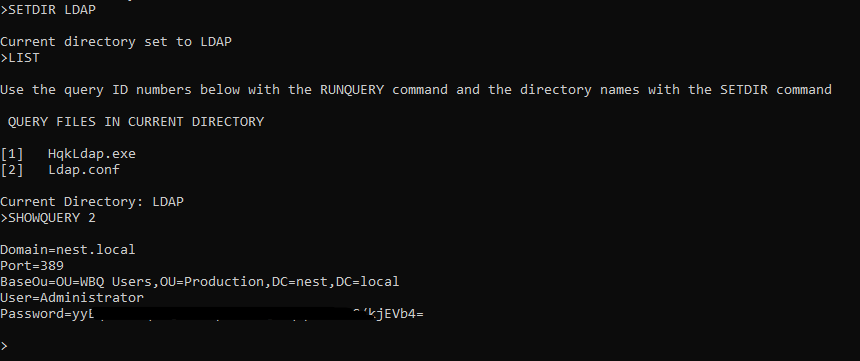 >SETDIR LDAP
Current directory set to LDAP
>LIST
Use the query ID numbers below with the RUNQUERY command and the directory names with the SETDIR command
QUERY FILES IN CURRENT DIRECTORY
[1]   HqkLdap.exe
[2]   Ldap.conf
Current Directory: LDAP
>SHOWQUERY 2
Domain=nest.local
Port=389
BaseOu=OU=WBQ Users,OU=Production,DC=nest,DC=local
User=Administrator
Password=
>